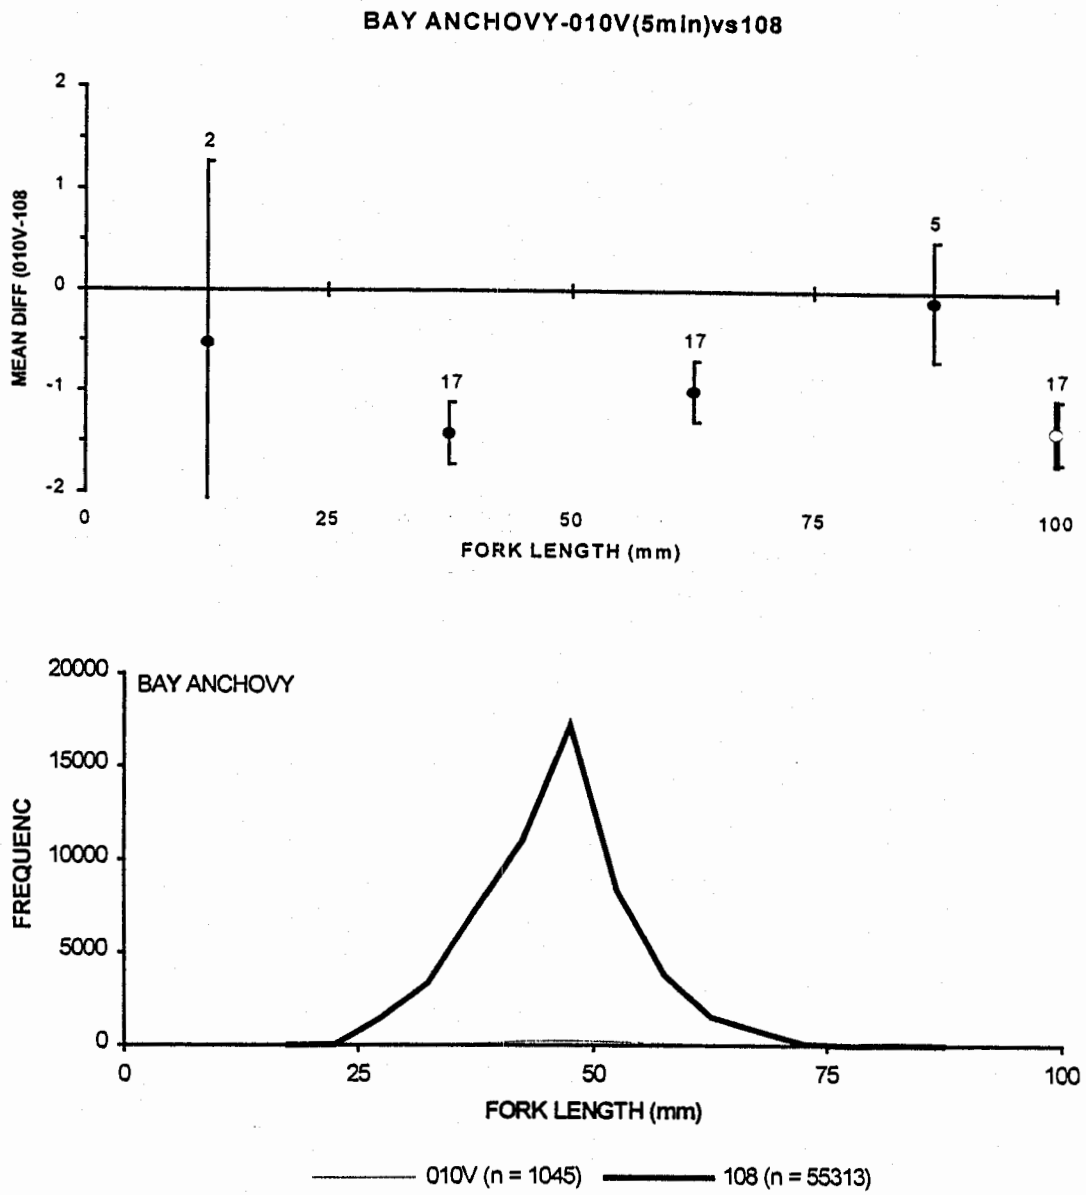 BAY ANCHOVY-010V(5min)vs108
2
2
1
5
MEAN DIFF (010V-108
0
17
-1
17
17
-2
0 25 50 75 100
FORK LENGTH (mm)
20000
BAY ANCHOVY
15000
FREQUENC
10000
5000
0
0 25 50 75 100
FORK LENGTH (mm)
010V (n = 1045) 108 (n = 55313)